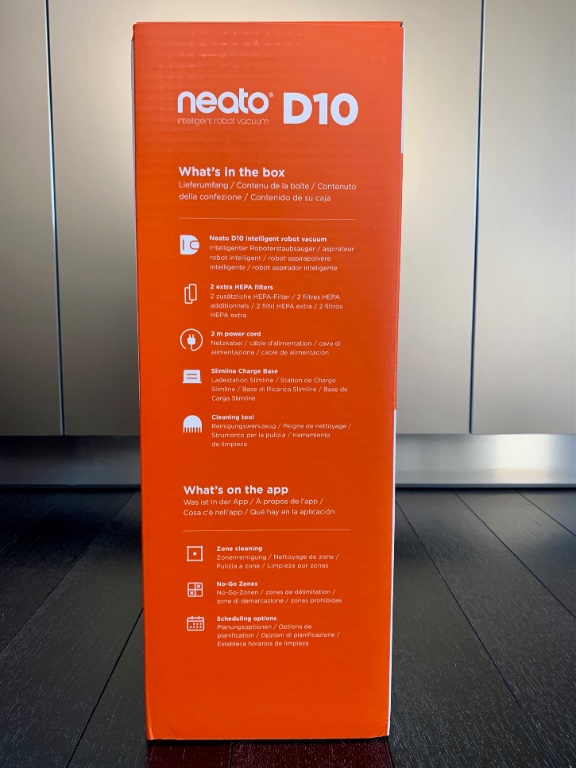 neato® D10
intelligent robot vacuum
What's in the box
Lieferumfang / Contenu de la boîte / Contenuto
della confezione / Contenido de su caja
Neato D10 intelligent robot vacuum
intelligenter Roboterstaubsauger / aspirateur
robot intelligent / robot aspirapolvere
intelligente / robot aspirador inteligente
2 extra HEPA filters
2 zusätzliche HEPA-Filter / 2 filtres HEPA
additionnels / 2 filtri HEPA extra / 2 filtros
HEPA extra
2 m power cord
Netzkabel / câble d'alimentation / cavo di
alimentazione / cable de alimentación
Slimline Charge Base
Ladestation Slimline / Station de Charge
Slimline / Base di Ricarica Slimline / Base de
Carga Slimline
Cleaning tool
Reinigungswerkzeug / Peigne de nettoyage /
Strumento per la pulizia / herramienta
de limpieza
What's on the app
Was ist in der App / À propos de l'app /
Cosa c'è nell'app / Qué hay en la aplicación
Zone cleaning
Zonenreinigung / Nettoyage de zone /
Pulizia a zone / Limpieza por zonas
No-Go Zones
No-Go-Zonen / zones de délimitation /
zone di demarcazione / zonas prohibidas
Scheduling options
Planungsoptionen / Options de
planification / Opzioni di pianificazione /
Establece horarios de limpieza